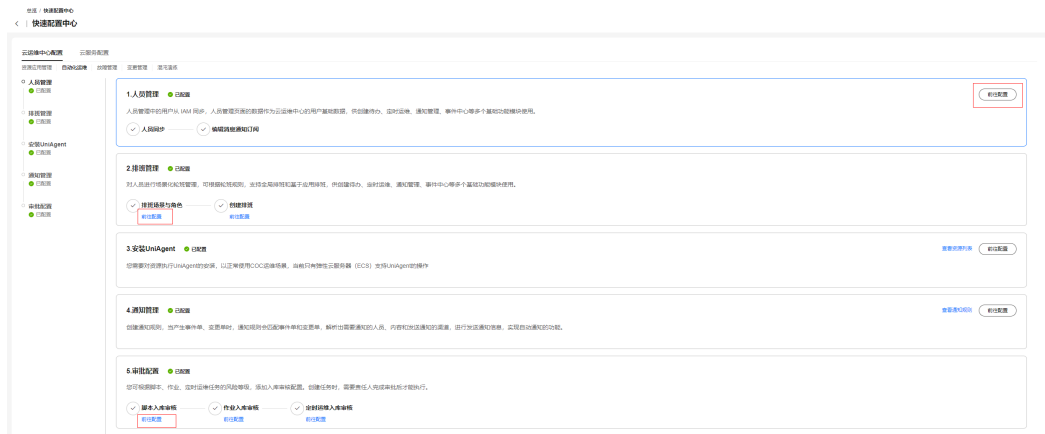 总览 / 快速配置中心
< | 快速配置中心
云运维中心配置 云服务配置
资源应用管理 自动化运维 故障管理 变更管理 混沌演练
人员管理
已配置
排班管理
已配置
安装UniAgent
已配置
通知管理
已配置
审批配置
已配置
1.人员管理 已配置
前往配置
人员管理中的用户从 IAM 同步，人员管理页面的数据作为云运维中心的用户基础数据，供创建待办、定时运维、通知管理、事件中心等多个基础功能模块使用。
人员同步 编辑消息通知订阅
2.排班管理 已配置
对人员进行场景化轮班管理，可根据轮班规则，支持全局排班和基于应用排班，供创建待办、定时运维、通知管理、事件中心等多个基础功能模块使用。
排班场景与角色 创建排班
前往配置 前往配置
3.安装UniAgent 已配置
查看资源列表 前往配置
您需要对资源执行UniAgent的安装，以正常使用COC运维场景，当前只有弹性云服务器（ECS）支持UniAgent的操作
4.通知管理 已配置
查看通知规则 前往配置
创建通知规则，当产生事件单、变更单时，通知规则会匹配事件单和变更单，解析出需要通知的人员、内容和发送通知的渠道，进行发送通知信息，实现自动通知的功能。
5.审批配置 已配置
您可根据脚本、作业、定时运维任务的风险等级，添加入库审核配置。创建任务时，需要责任人完成审批后才能执行。
脚本入库审核 作业入库审核 定时运维入库审核
前往配置 前往配置 前往配置